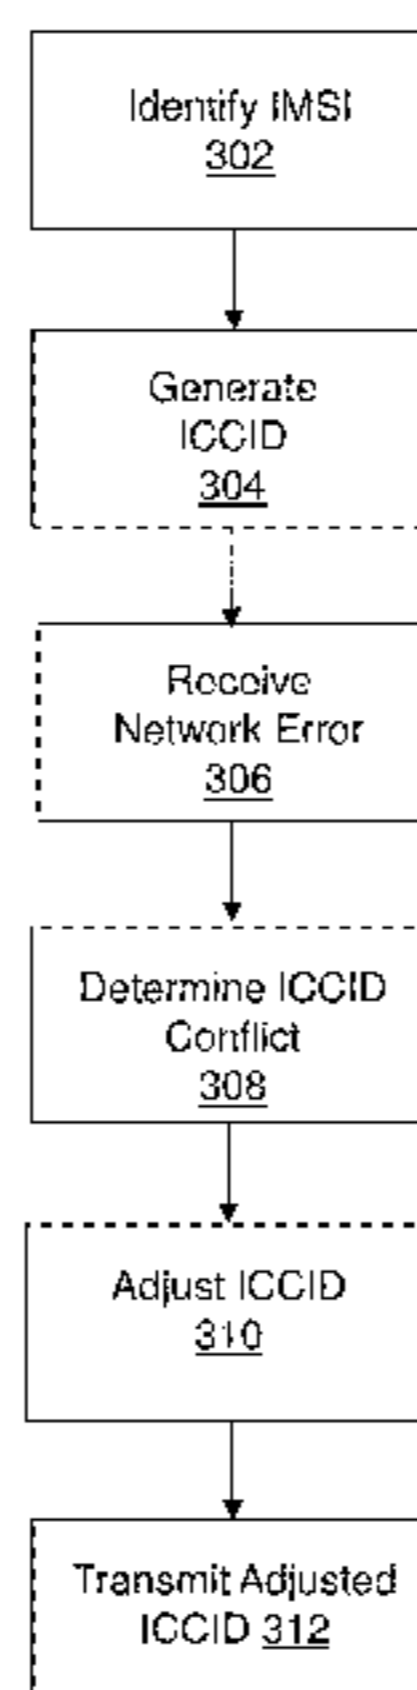 Identify IMSI
302
Generate
ICCID
304
Receive
Network Error
306
Determine ICCID
Conflict
308
Adjust ICCID
310
Transmit Adjusted
ICCID 312